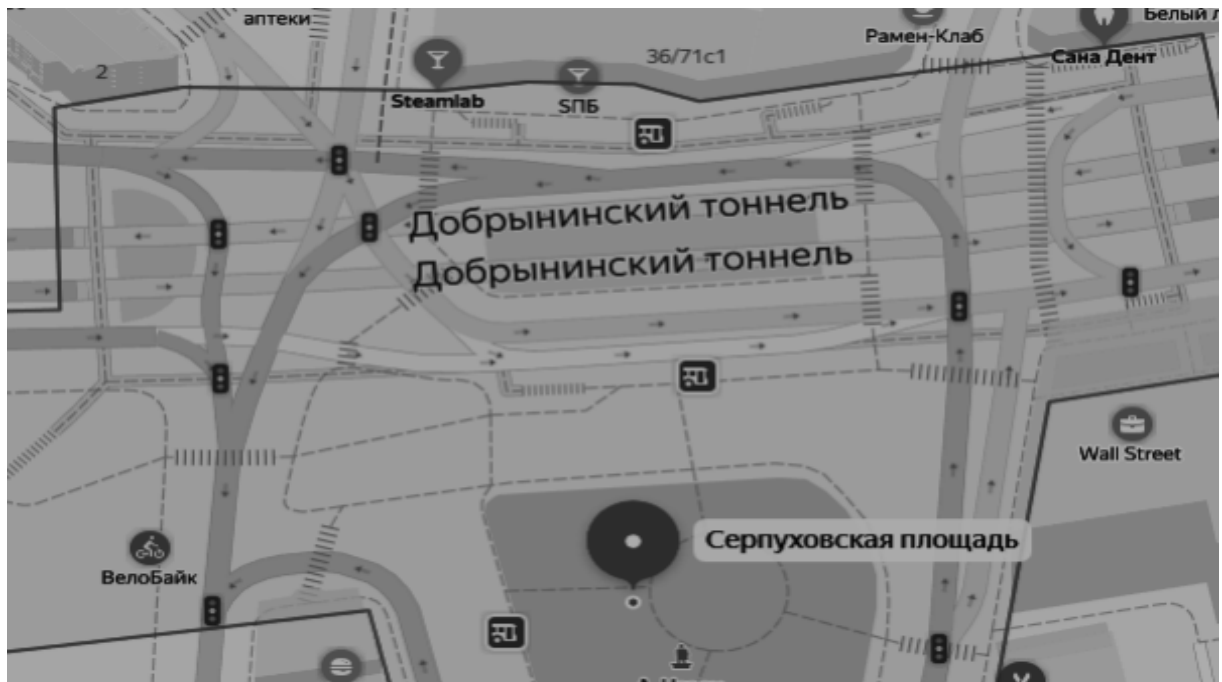 аптеки
Белый л
Рамен-Клаб
2
36/71с1
Сана Дент
Steamlab
SПБ
Добрынинский тоннель
Добрынинский тоннель
Wall Street
Серпуховская площадь
ВелоБайк